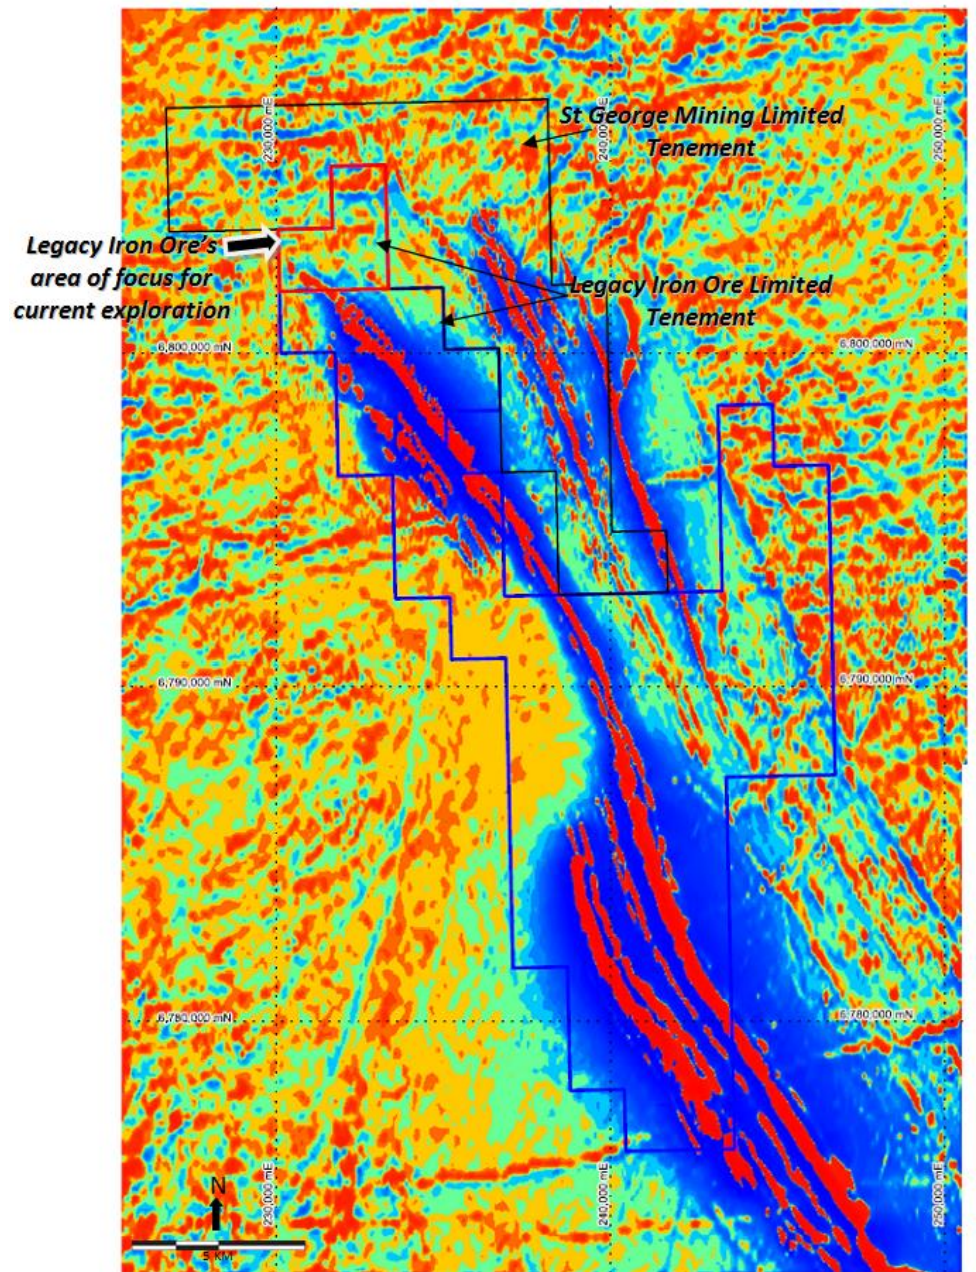 230,000 mE
240,000 mE
250,000 mE
St George Mining Limited
Tenement
Legacy Iron Ore's
area of focus for
current exploration
Legacy Iron Ore Limited
Tenement
6,800,000 mN
6,800,000 mN
6,790,000 mN
6,790,000 mN
6,780,000 mN
6,780,000 mN
230,000 mE
240,000 mE
250,000 mE
N
5 KM